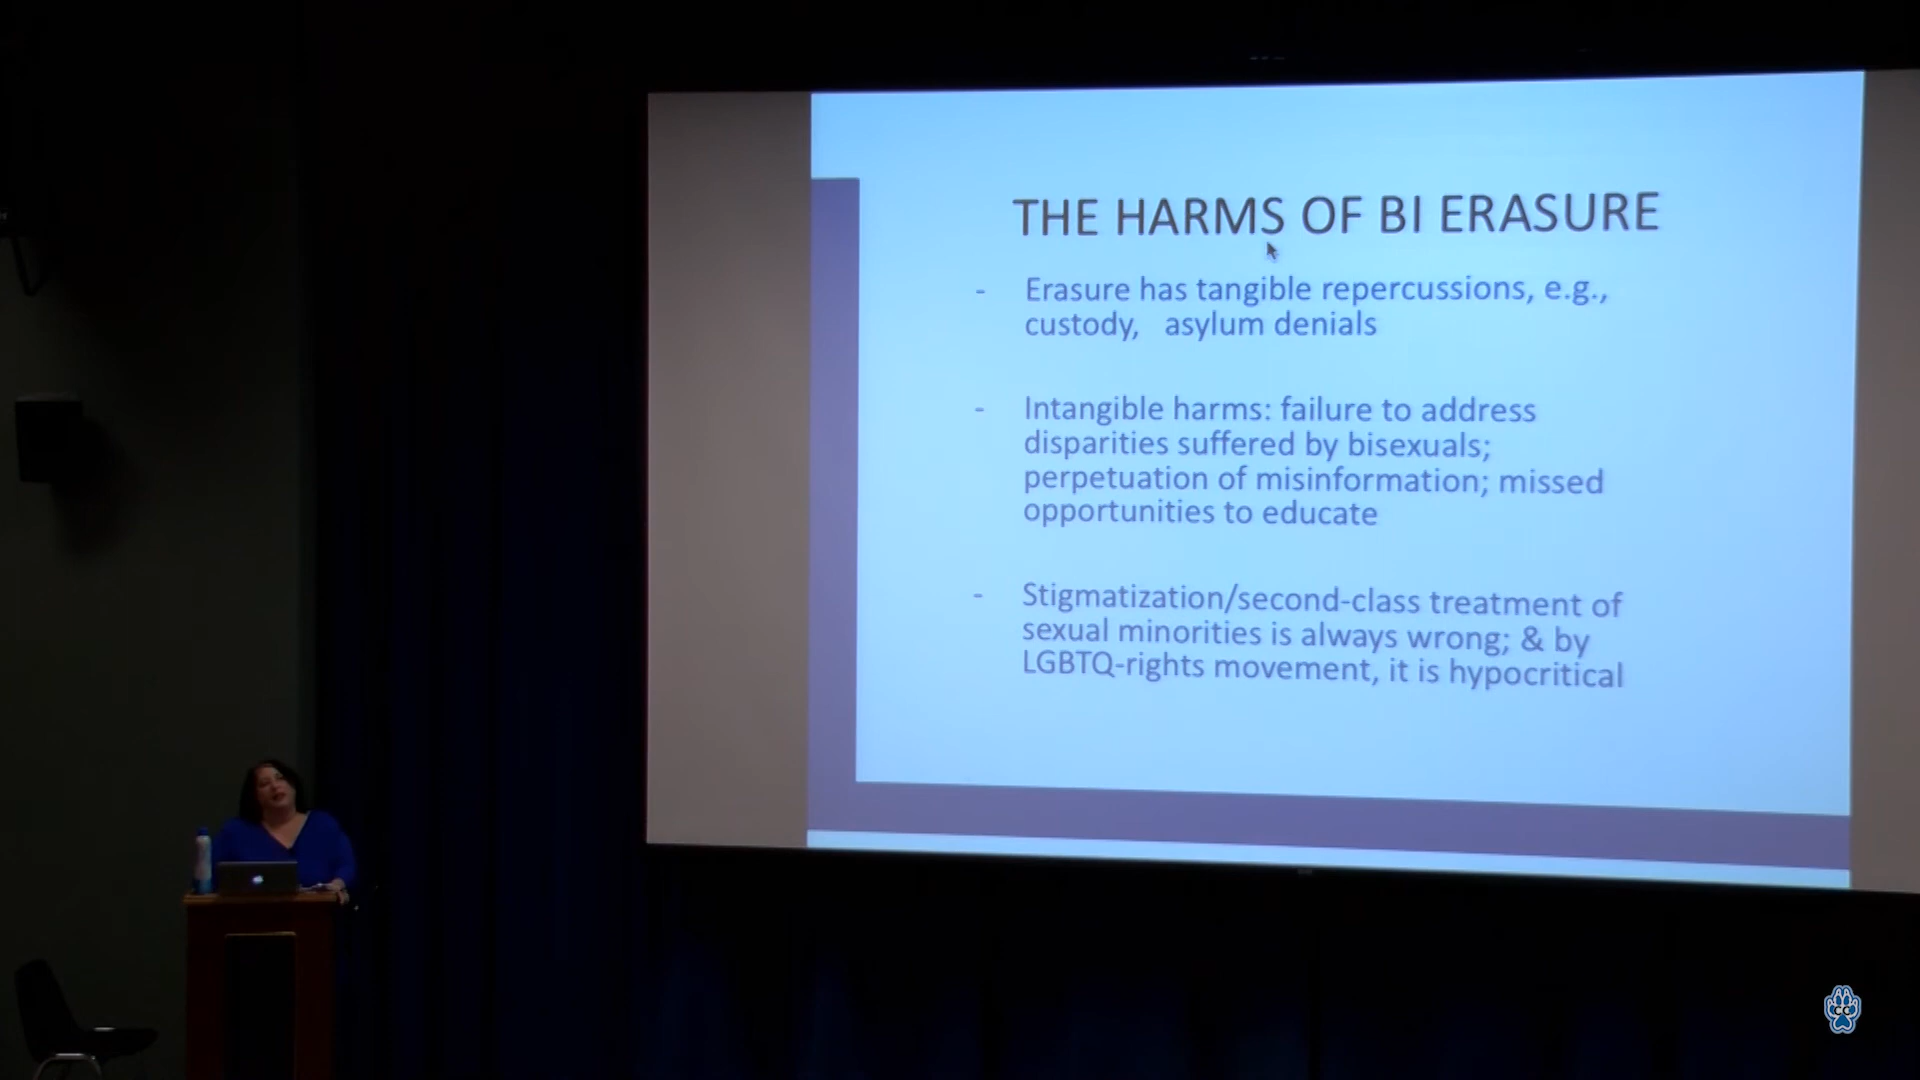 THE HARMS OF BI ERASURE
- Erasure has tangible repercussions, e.g.,
custody, asylum denials
- Intangible harms: failure to address
disparities suffered by bisexuals;
perpetuation of misinformation; missed
opportunities to educate
- Stigmatization/second-class treatment of
sexual minorities is always wrong; & by
LGBTQ-rights movement, it is hypocritical
CC